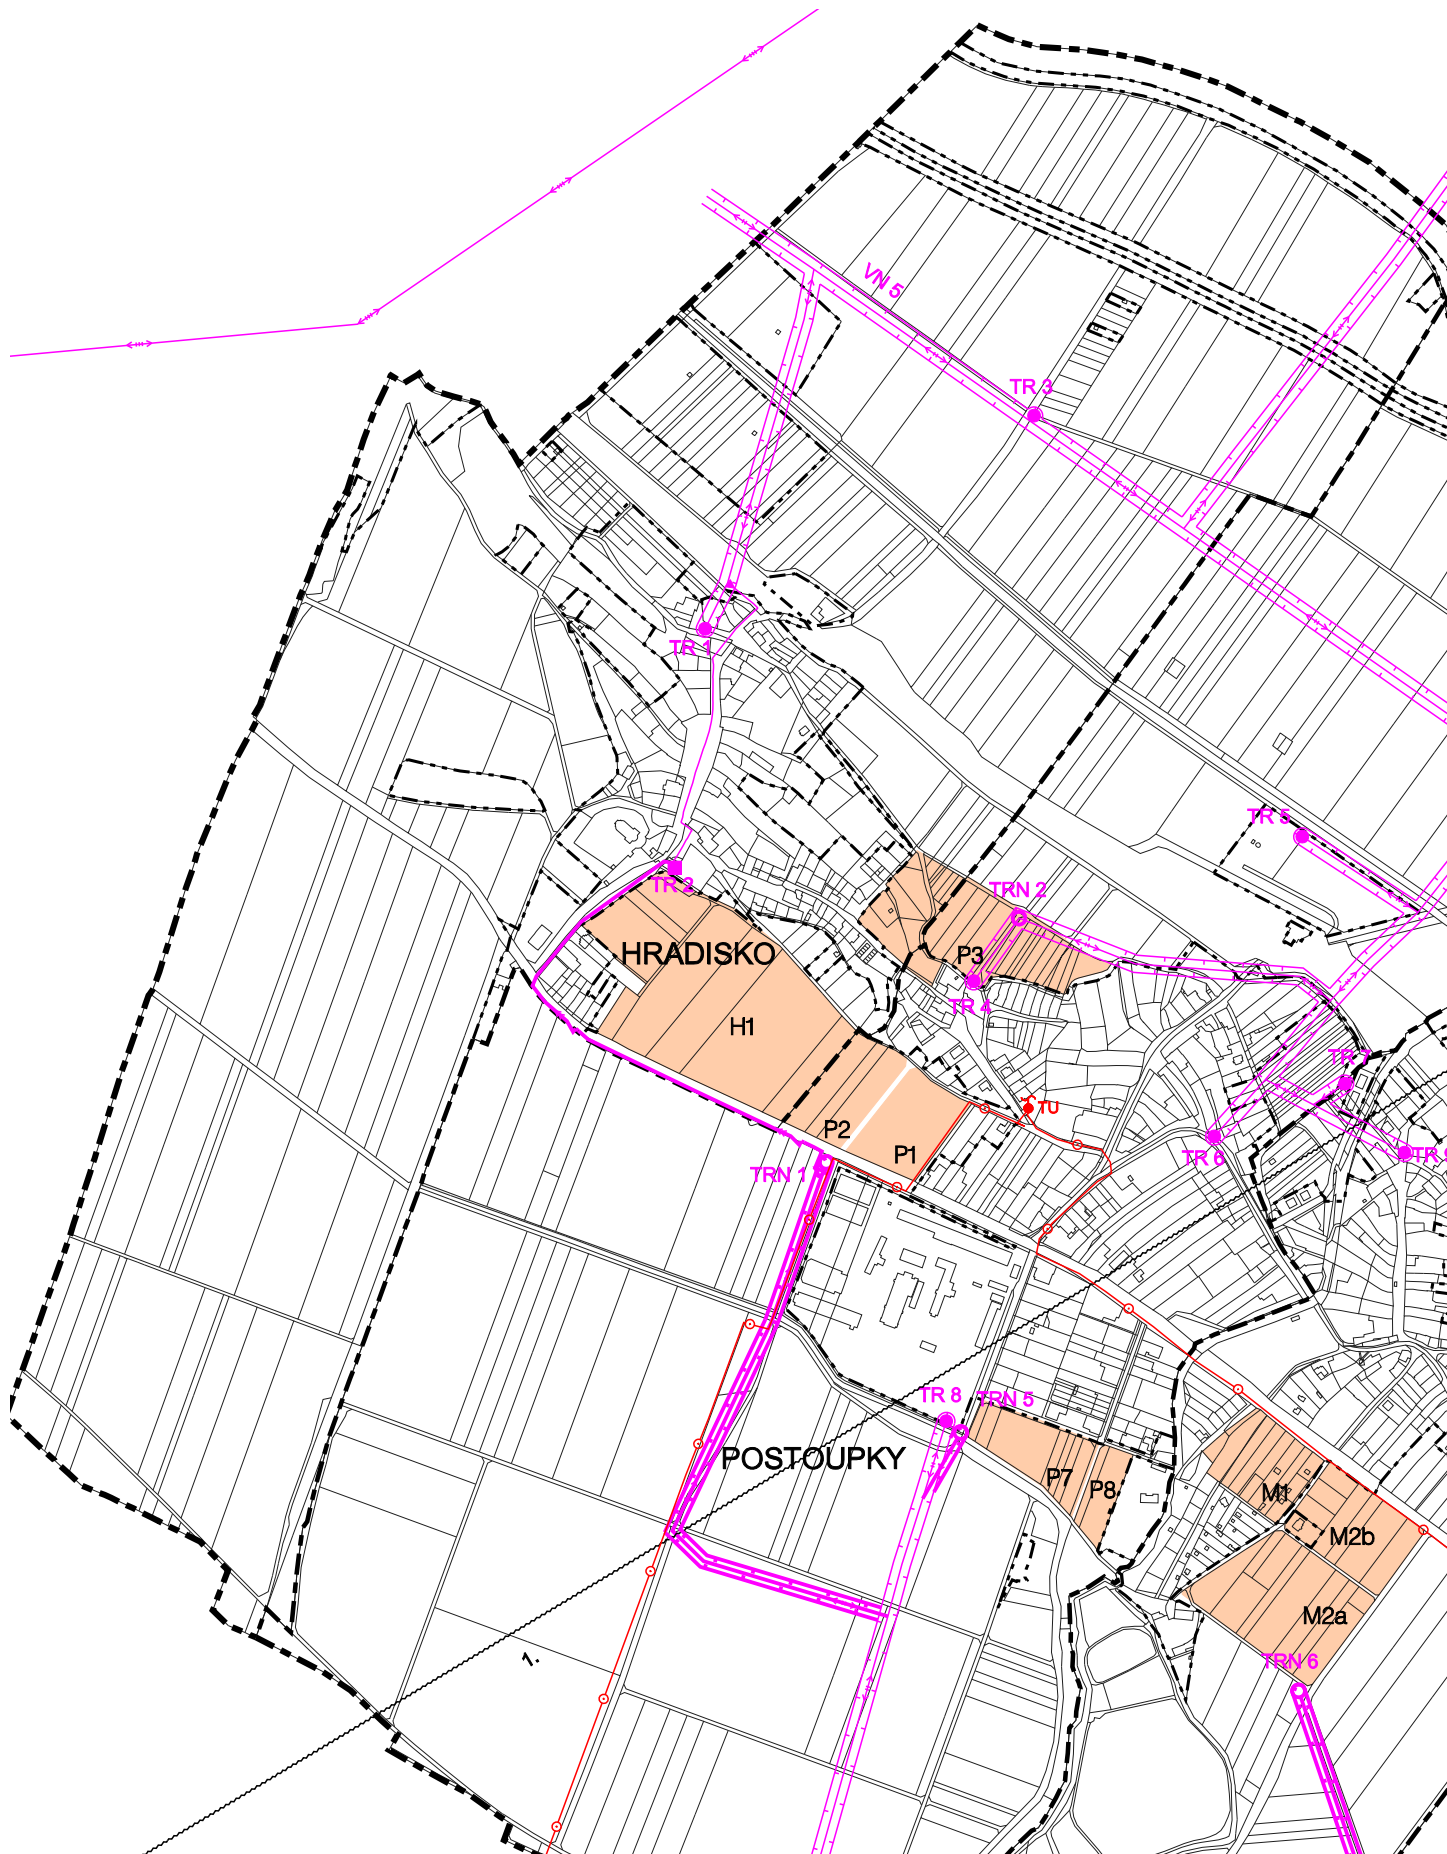 VN 5
TR 3
TR 1
TR 5
TR 2
TRN 2
HRADISKO
P3
TR 4
H1
TR 7
TU
P2
P1
TR 6
TRN 1
TR 8
TRN 5
POSTOUPKY
P7
P8
M1
M2b
M2a
1.
TRN 6